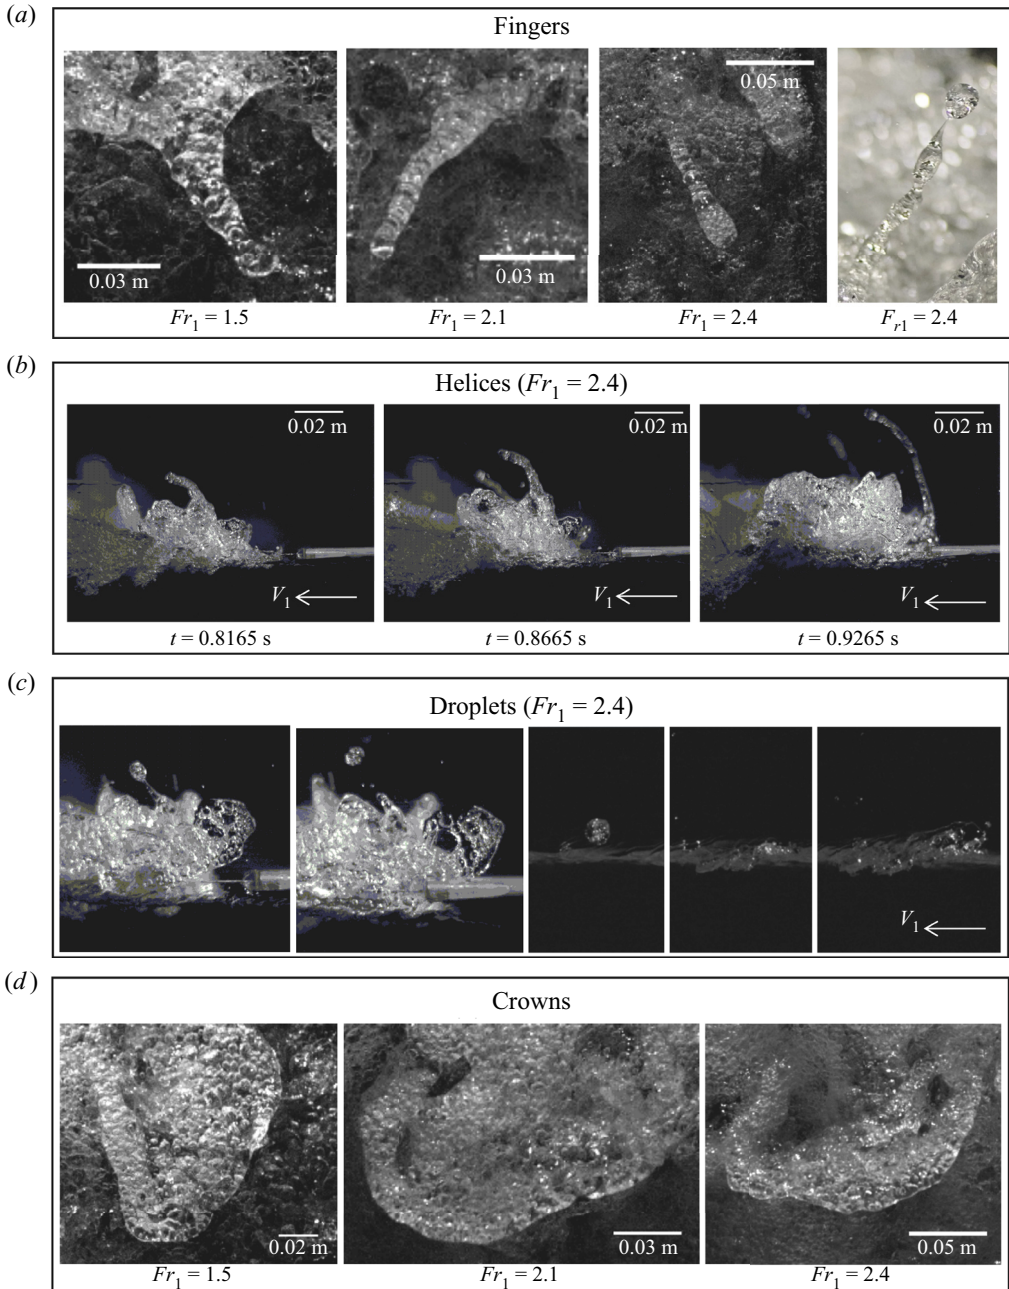 (a)
Fingers
0.03 m
0.03 m
0.05 m
Fr1 = 1.5
Fr1 = 2.1
Fr1 = 2.4
Fr1 = 2.4
(b)
Helices (Fr1 = 2.4)
0.02 m
0.02 m
0.02 m
V1
V1
V1
t = 0.8165 s
t = 0.8665 s
t = 0.9265 s
(c)
Droplets (Fr1 = 2.4)
V1
(d)
Crowns
0.02 m
0.03 m
0.05 m
Fr1 = 1.5
Fr1 = 2.1
Fr1 = 2.4